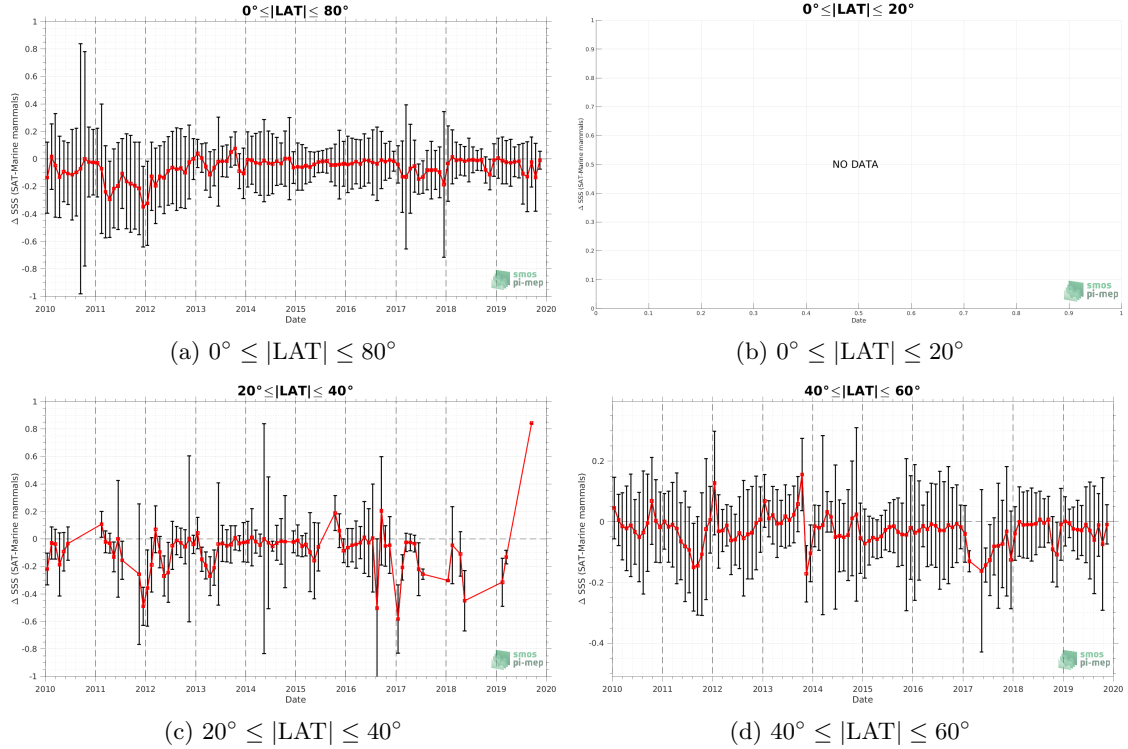 0°≤|LAT|≤ 80°
1
0.8
0.6
0.4
0.2
0
-0.2
-0.4
-0.6
-0.8
-1
Δ SSS (SAT-Marine mammals)
2010 2011 2012 2013 2014 2015 2016 2017 2018 2019 2020
Date
smos
pi-mep
(a) 0° ≤ |LAT| ≤ 80°
0°≤|LAT|≤ 20°
1
0.9
0.8
0.7
0.6
0.5
0.4
0.3
0.2
0.1
0
Δ SSS (SAT-Marine mammals)
NO DATA
0 0.1 0.2 0.3 0.4 0.5 0.6 0.7 0.8 0.9 1
Date
smos
pi-mep
(b) 0° ≤ |LAT| ≤ 20°
20°≤|LAT|≤ 40°
1
0.8
0.6
0.4
0.2
0
-0.2
-0.4
-0.6
-0.8
-1
Δ SSS (SAT-Marine mammals)
2010 2011 2012 2013 2014 2015 2016 2017 2018 2019 2020
Date
smos
pi-mep
(c) 20° ≤ |LAT| ≤ 40°
40°≤|LAT|≤ 60°
0.2
0
-0.2
-0.4
Δ SSS (SAT-Marine mammals)
2010 2011 2012 2013 2014 2015 2016 2017 2018 2019 2020
Date
smos
pi-mep
(d) 40° ≤ |LAT| ≤ 60°